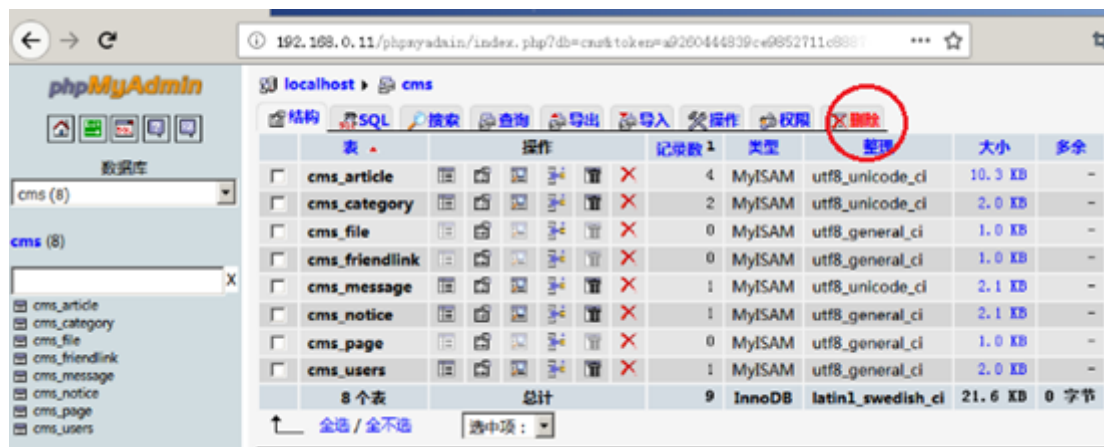 192.168.0.11/phpmyadmin/index.php?db=cms&token=a9260444839ce9852711c888
phpMyAdmin
数据库
cms (8)
cms (8)
X
cms_article
cms_category
cms_file
cms_friendlink
cms_message
cms_notice
cms_page
cms_users
localhost ▸ cms
结构 SQL 搜索 查询 导出 导入 操作 权限 删除
表 操作 记录数 1 类型 整理 大小 多余
cms_article 4 MyISAM utf8_unicode_ci 10.3 KB -
cms_category 2 MyISAM utf8_unicode_ci 2.0 KB -
cms_file 0 MyISAM utf8_general_ci 1.0 KB -
cms_friendlink 0 MyISAM utf8_general_ci 1.0 KB -
cms_message 1 MyISAM utf8_unicode_ci 2.1 KB -
cms_notice 1 MyISAM utf8_general_ci 2.1 KB -
cms_page 0 MyISAM utf8_general_ci 1.0 KB -
cms_users 1 MyISAM utf8_general_ci 2.0 KB -
8 个表 总计 9 InnoDB latin1_swedish_ci 21.6 KB 0 字节
全选 / 全不选 选中项：